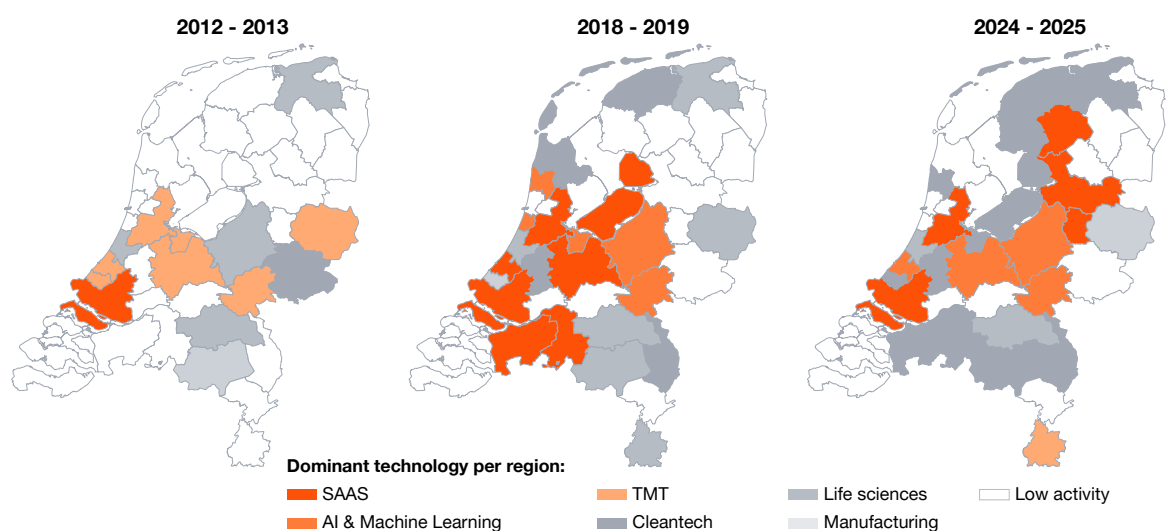 2012 - 2013
2018 - 2019
2024 - 2025
Dominant technology per region:
SAAS
TMT
Life sciences
Low activity
AI & Machine Learning
Cleantech
Manufacturing